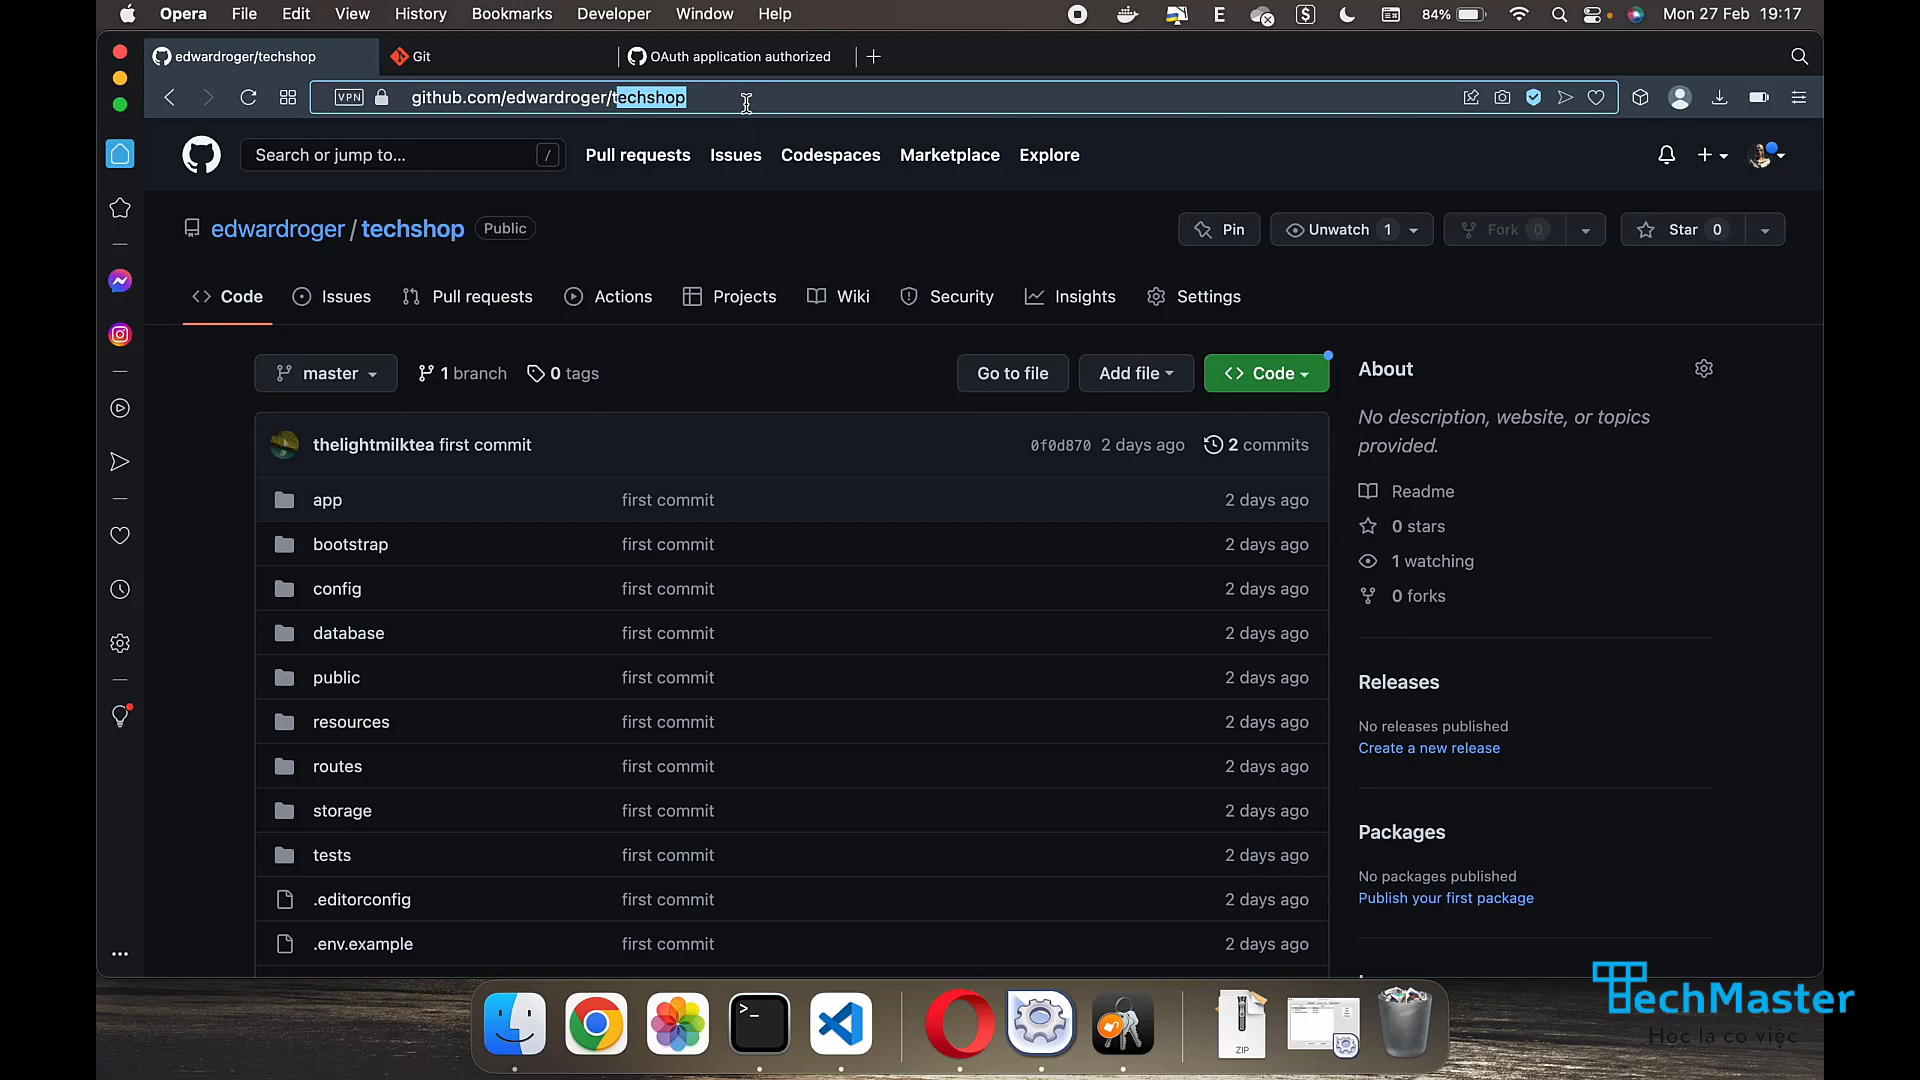 Opera File Edit View History Bookmarks Developer Window Help E $ 84% Mon 27 Feb 19:17
edwardroger/techshop Git OAuth application authorized
VPN github.com/edwardroger/techshop
Search or jump to... / Pull requests Issues Codespaces Marketplace Explore
edwardroger / techshop Public Pin Unwatch 1 Fork 0 Star 0
Code Issues Pull requests Actions Projects Wiki Security Insights Settings
master 1 branch 0 tags Go to file Add file Code
thelightmilktea first commit 0f0d870 2 days ago 2 commits
app first commit 2 days ago
bootstrap first commit 2 days ago
config first commit 2 days ago
database first commit 2 days ago
public first commit 2 days ago
resources first commit 2 days ago
routes first commit 2 days ago
storage first commit 2 days ago
tests first commit 2 days ago
.editorconfig first commit 2 days ago
.env.example first commit 2 days ago
About
No description, website, or topics
provided.
Readme
0 stars
1 watching
0 forks
Releases
No releases published
Create a new release
Packages
No packages published
Publish your first package
ZIP
TechMaster
Học là có việc